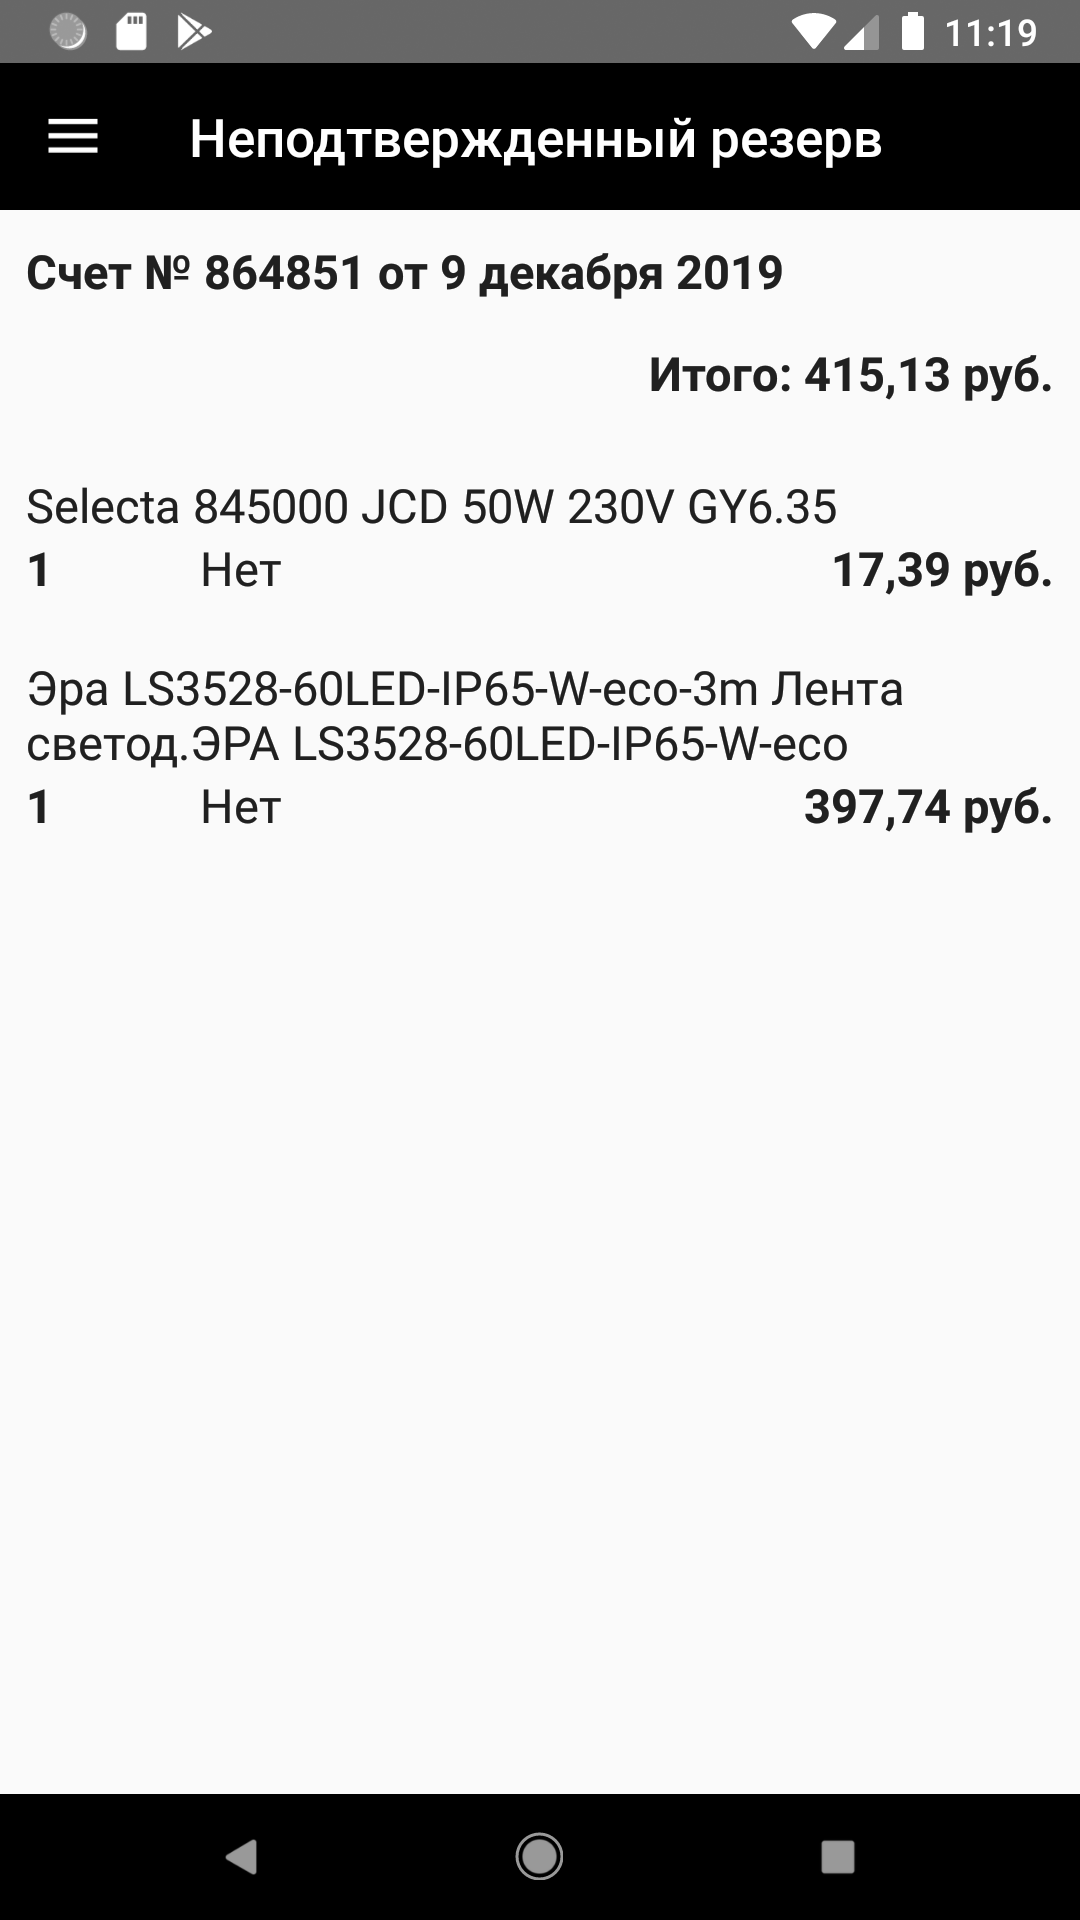 11:19
Неподтвержденный резерв
Счет № 864851 от 9 декабря 2019
Итого: 415,13 руб.
Selecta 845000 JCD 50W 230V GY6.35
1 Нет 17,39 руб.
Эра LS3528-60LED-IP65-W-eco-3m Лента
светод.ЭРА LS3528-60LED-IP65-W-eco
1 Нет 397,74 руб.